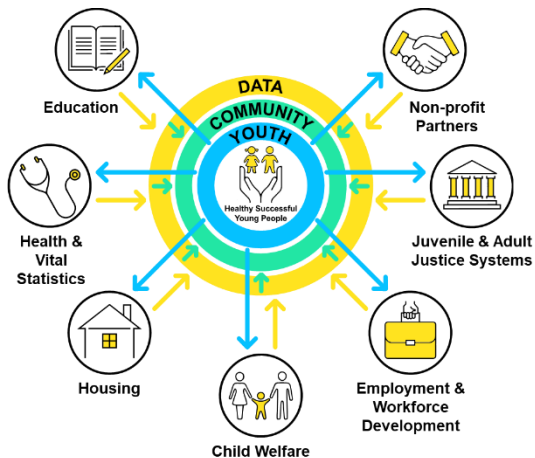 DATA
COMMUNITY
YOUTH
Healthy Successful
Young People
Education
Non-profit
Partners
Health &
Vital
Statistics
Juvenile & Adult
Justice Systems
Housing
Employment &
Workforce
Development
Child Welfare